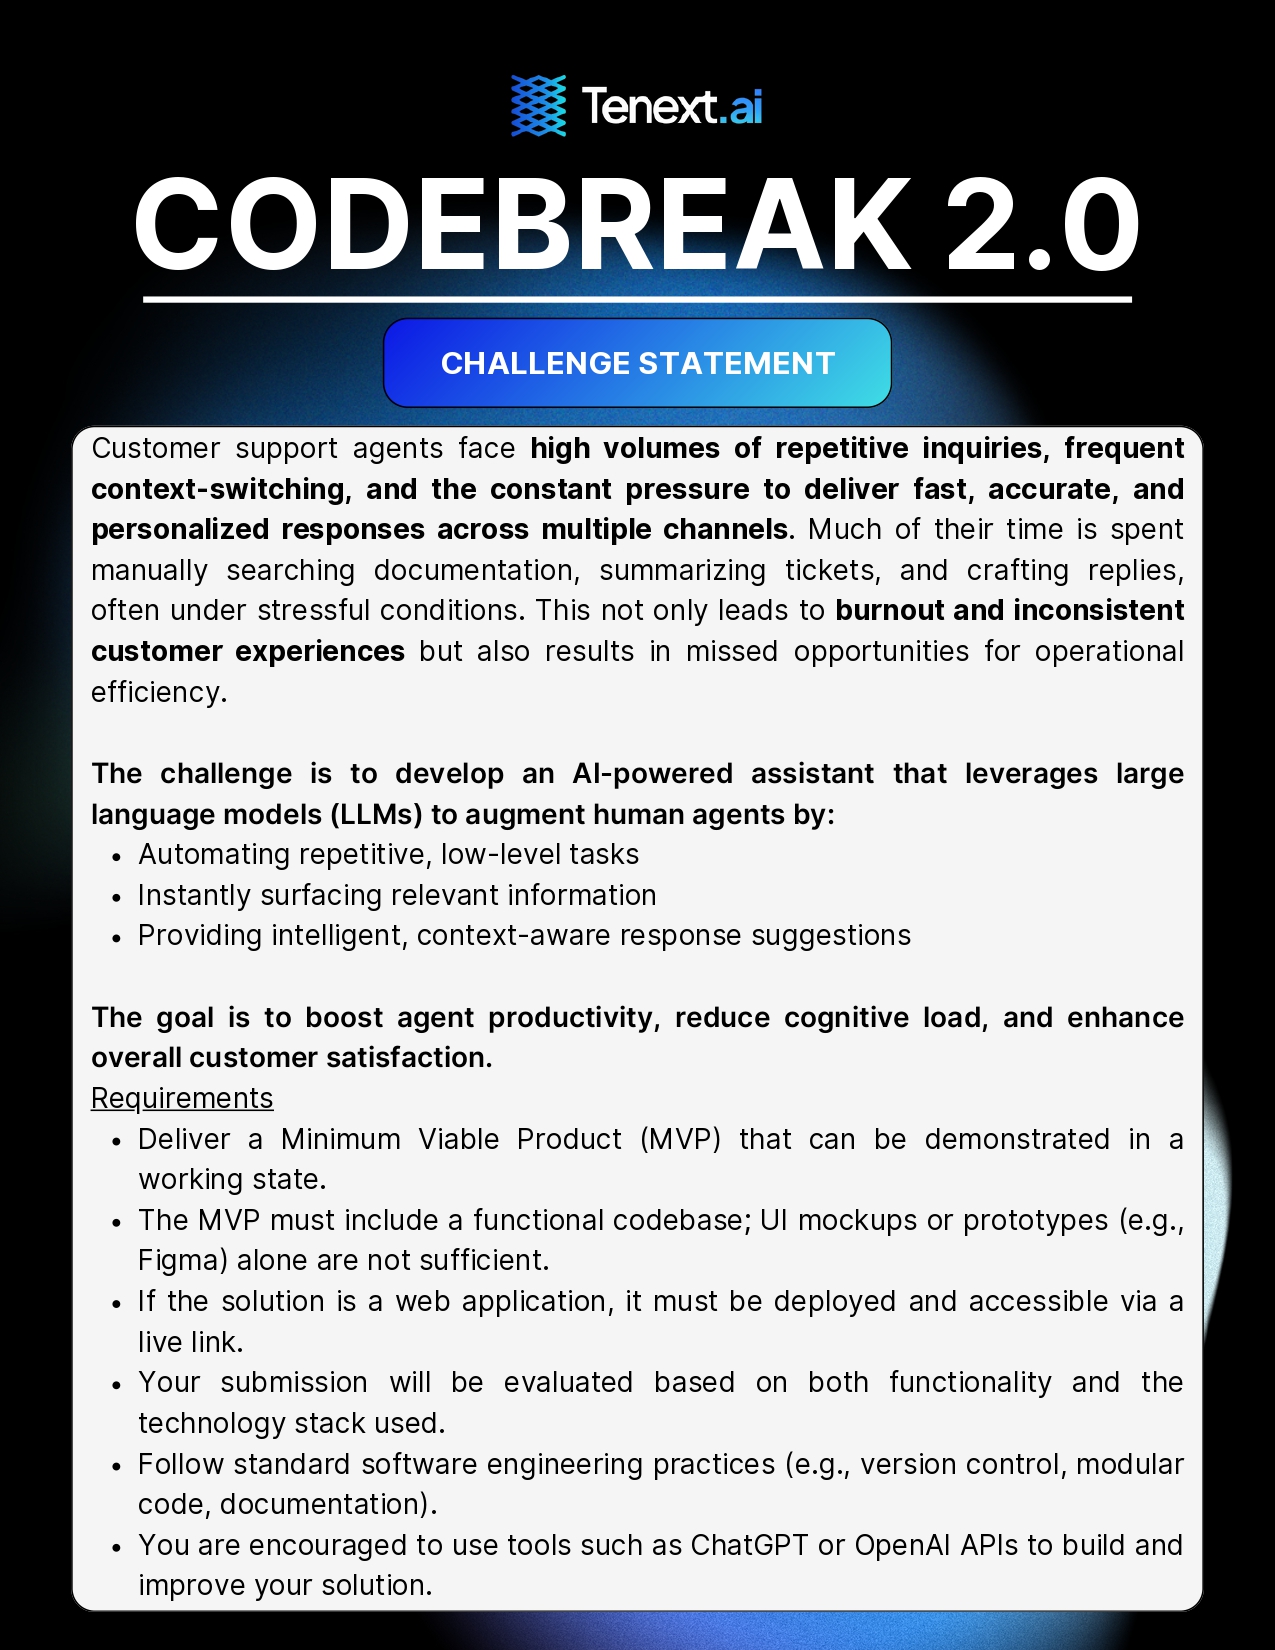 Tenext.ai
CODEBREAK 2.0
CHALLENGE STATEMENT
Customer support agents face high volumes of repetitive inquiries, frequent
context-switching, and the constant pressure to deliver fast, accurate, and
personalized responses across multiple channels. Much of their time is spent
manually searching documentation, summarizing tickets, and crafting replies,
often under stressful conditions. This not only leads to burnout and inconsistent
customer experiences but also results in missed opportunities for operational
efficiency.
The challenge is to develop an AI-powered assistant that leverages large
language models (LLMs) to augment human agents by:
• Automating repetitive, low-level tasks
• Instantly surfacing relevant information
• Providing intelligent, context-aware response suggestions
The goal is to boost agent productivity, reduce cognitive load, and enhance
overall customer satisfaction.
Requirements
• Deliver a Minimum Viable Product (MVP) that can be demonstrated in a
working state.
• The MVP must include a functional codebase; UI mockups or prototypes (e.g.,
Figma) alone are not sufficient.
• If the solution is a web application, it must be deployed and accessible via a
live link.
• Your submission will be evaluated based on both functionality and the
technology stack used.
• Follow standard software engineering practices (e.g., version control, modular
code, documentation).
• You are encouraged to use tools such as ChatGPT or OpenAI APIs to build and
improve your solution.